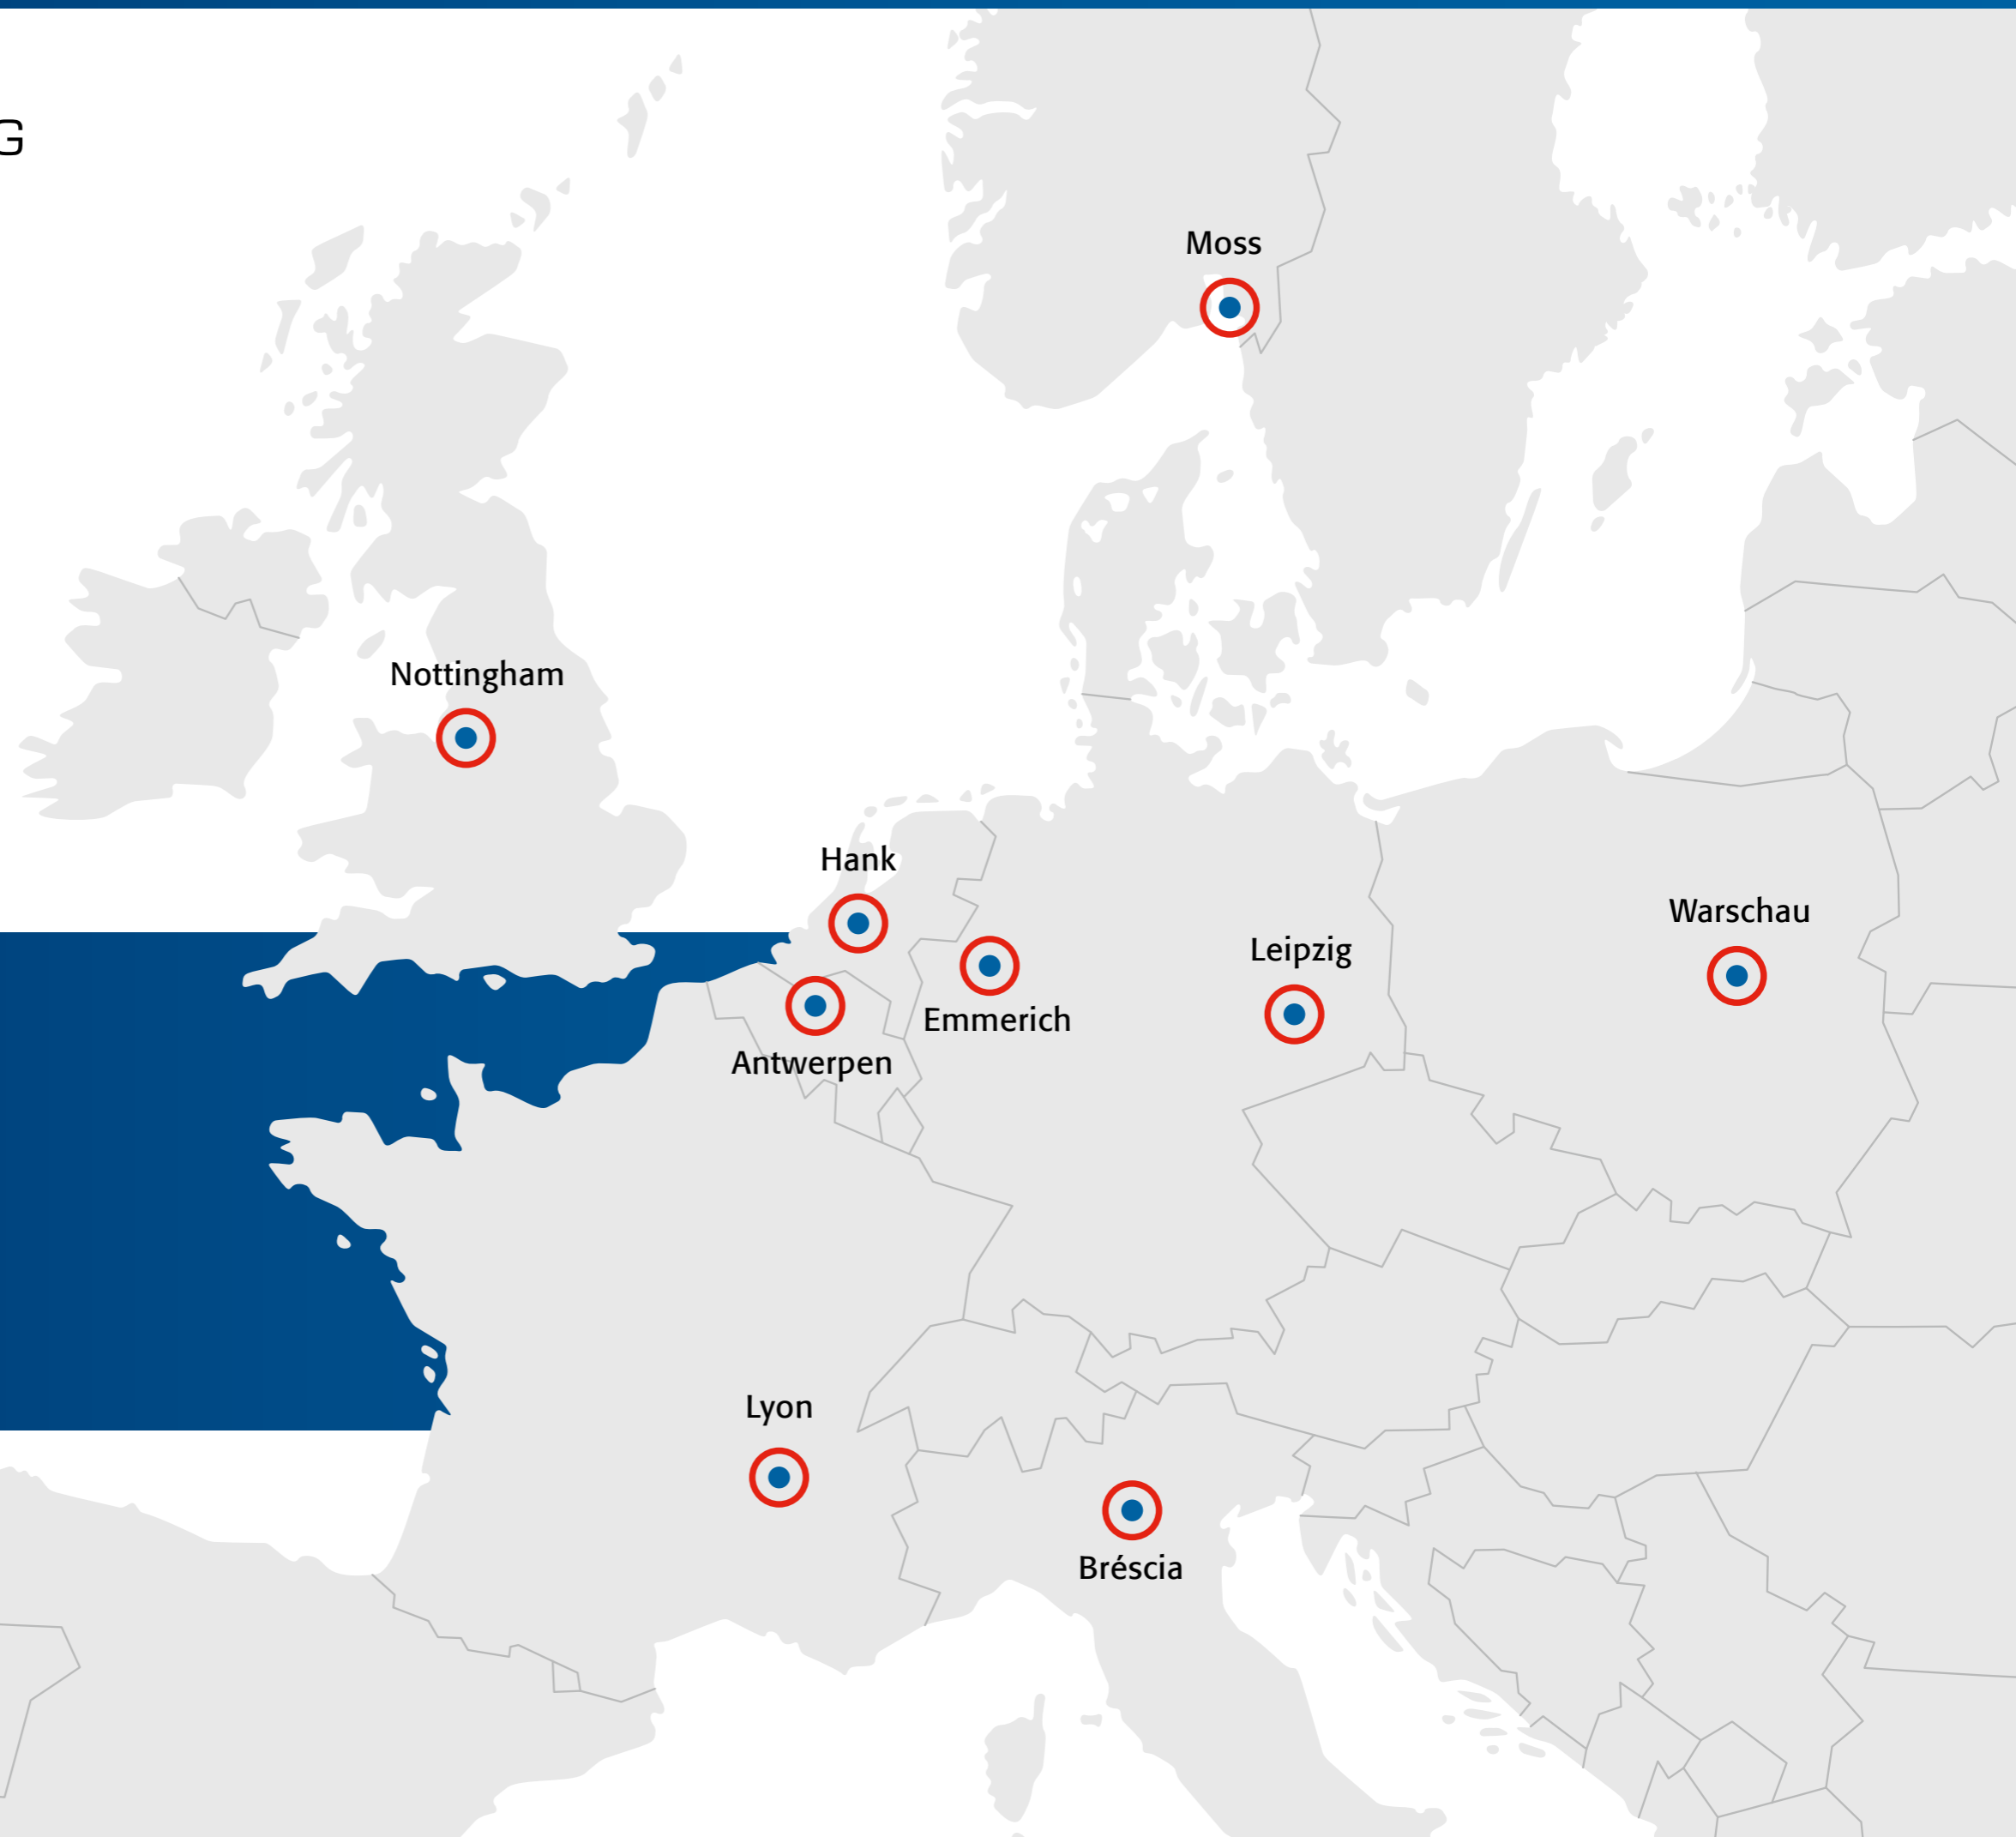 G
Moss
Nottingham
Hank
Warschau
Leipzig
Emmerich
Antwerpen
Lyon
Bréscia